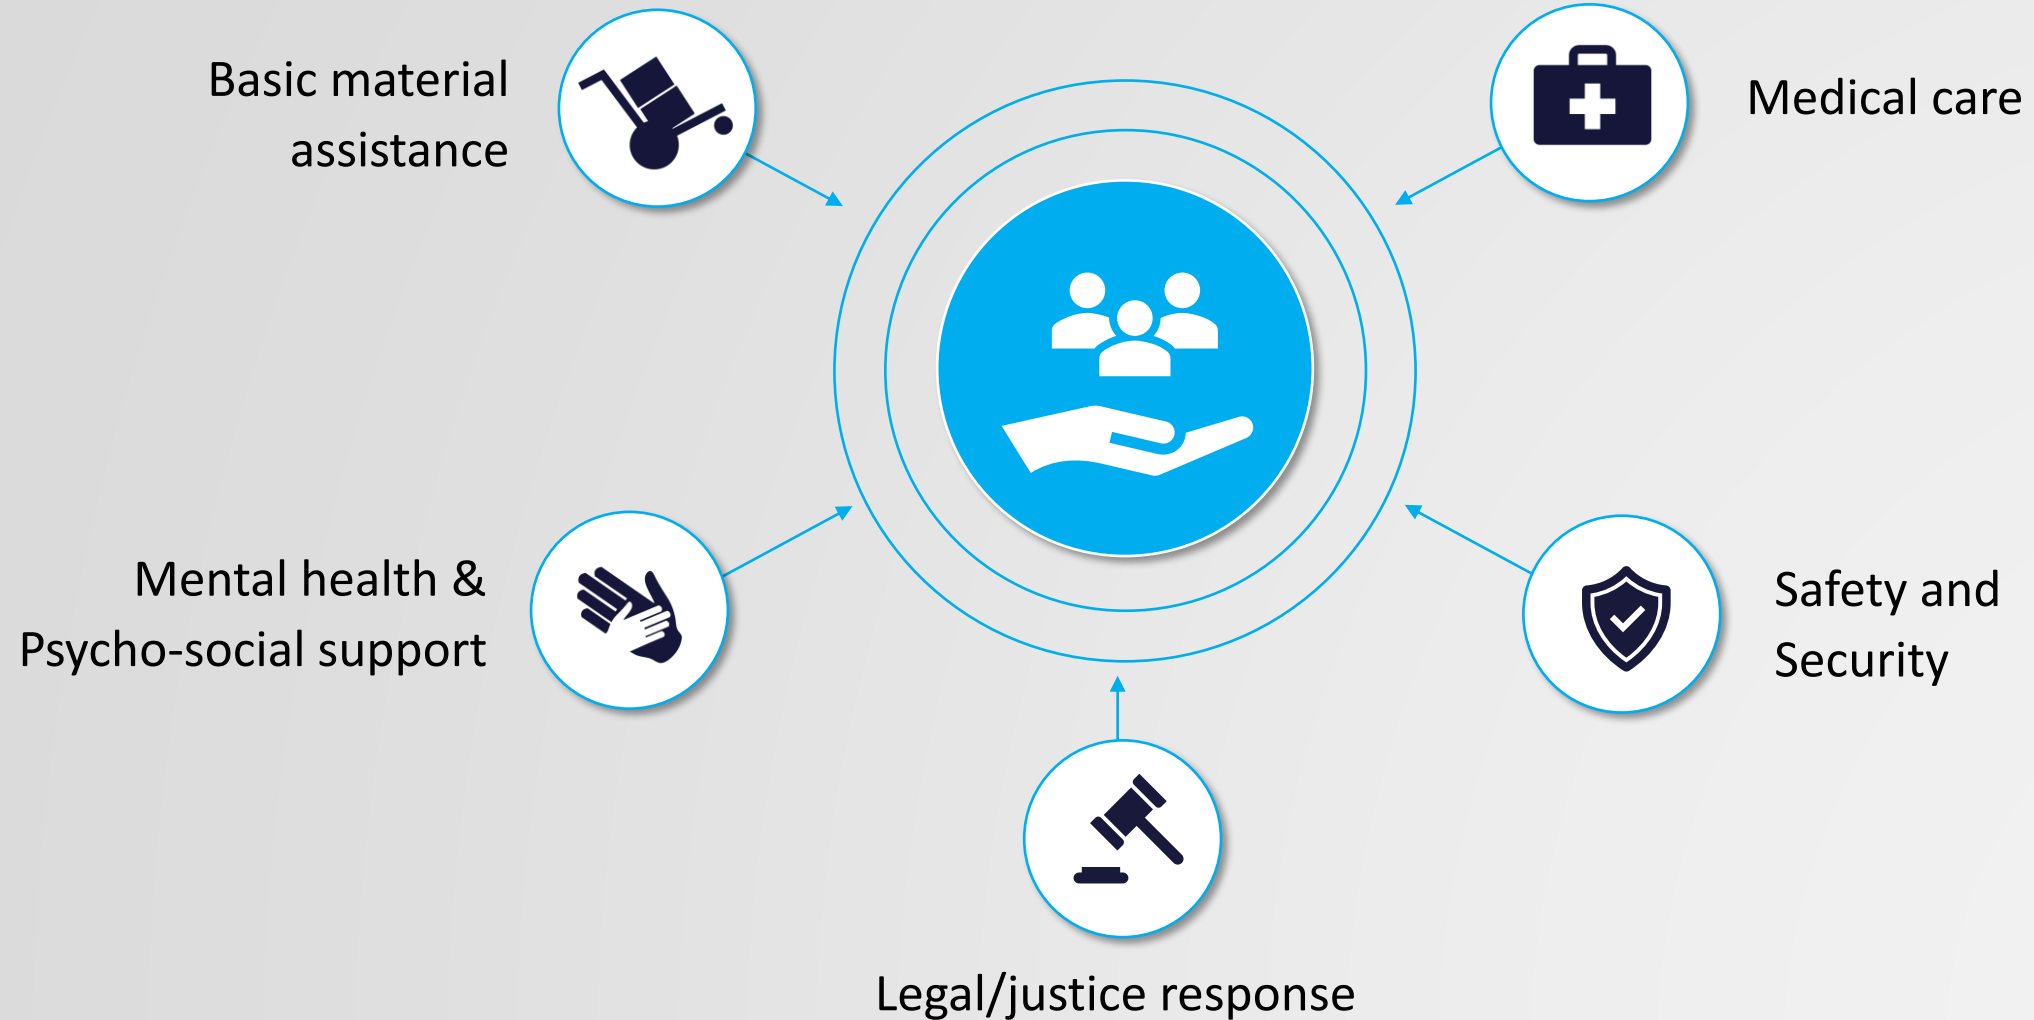 Basic material
assistance
Medical care
Mental health &
Psycho-social support
Safety and
Security
Legal/justice response